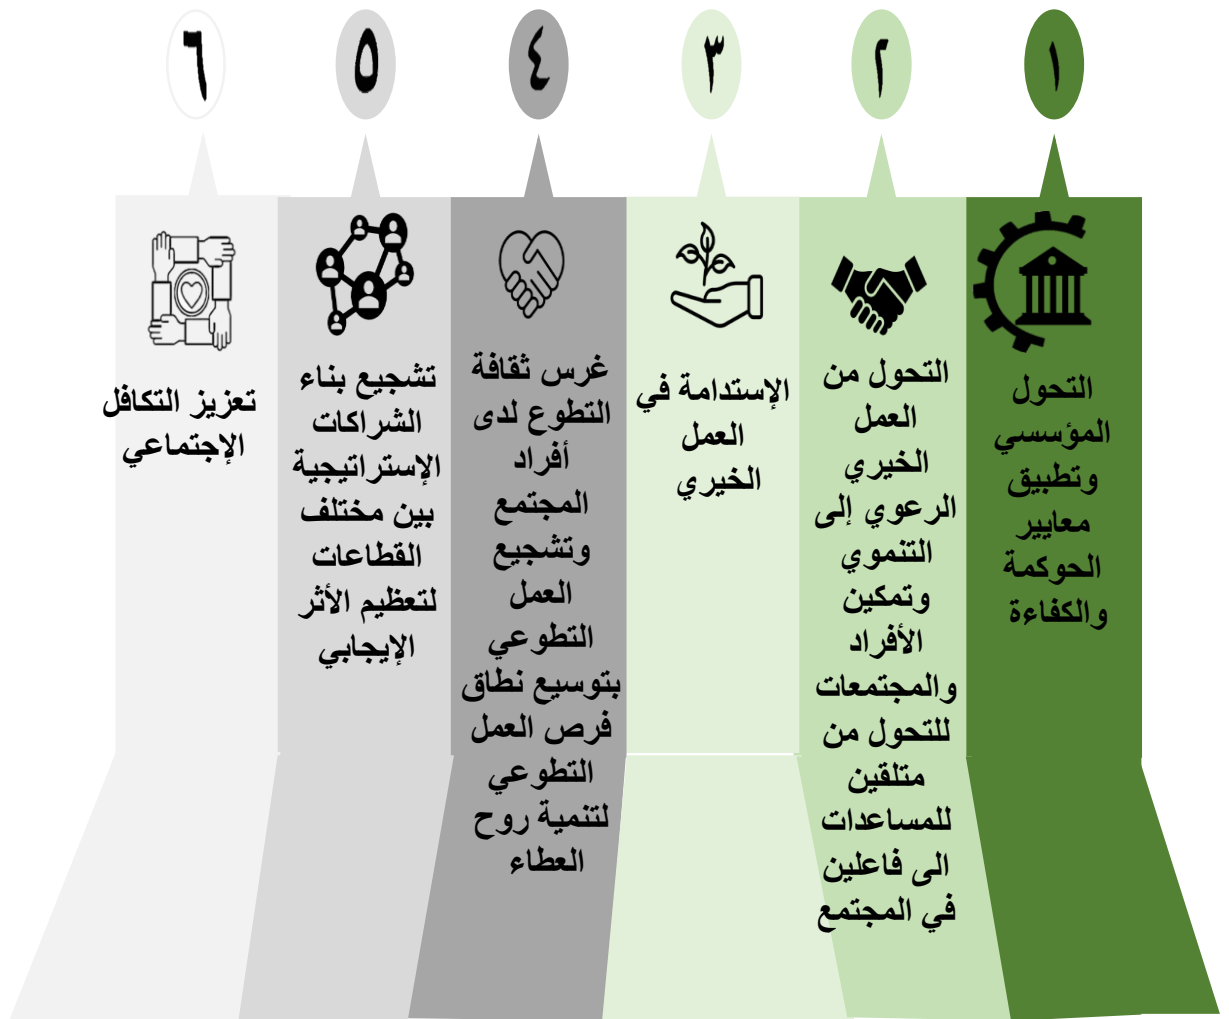 ١
التحول
المؤسسي
وتطبيق
معايير
الحوكمة
والكفاءة
٢
التحول من
العمل
الخيري
الرعوي إلى
التنموي
وتمكين
الأفراد
والمجتمعات
للتحول من
متلقين
للمساعدات
الى فاعلين
في المجتمع
٣
الإستدامة في
العمل
الخيري
٤
غرس ثقافة
التطوع لدى
أفراد
المجتمع
وتشجيع
العمل
التطوعي
بتوسيع نطاق
فرص العمل
التطوعي
لتنمية روح
العطاء
٥
تشجيع بناء
الشراكات
الإستراتيجية
بين مختلف
القطاعات
لتعظيم الأثر
الإيجابي
٦
تعزيز التكافل
الإجتماعي